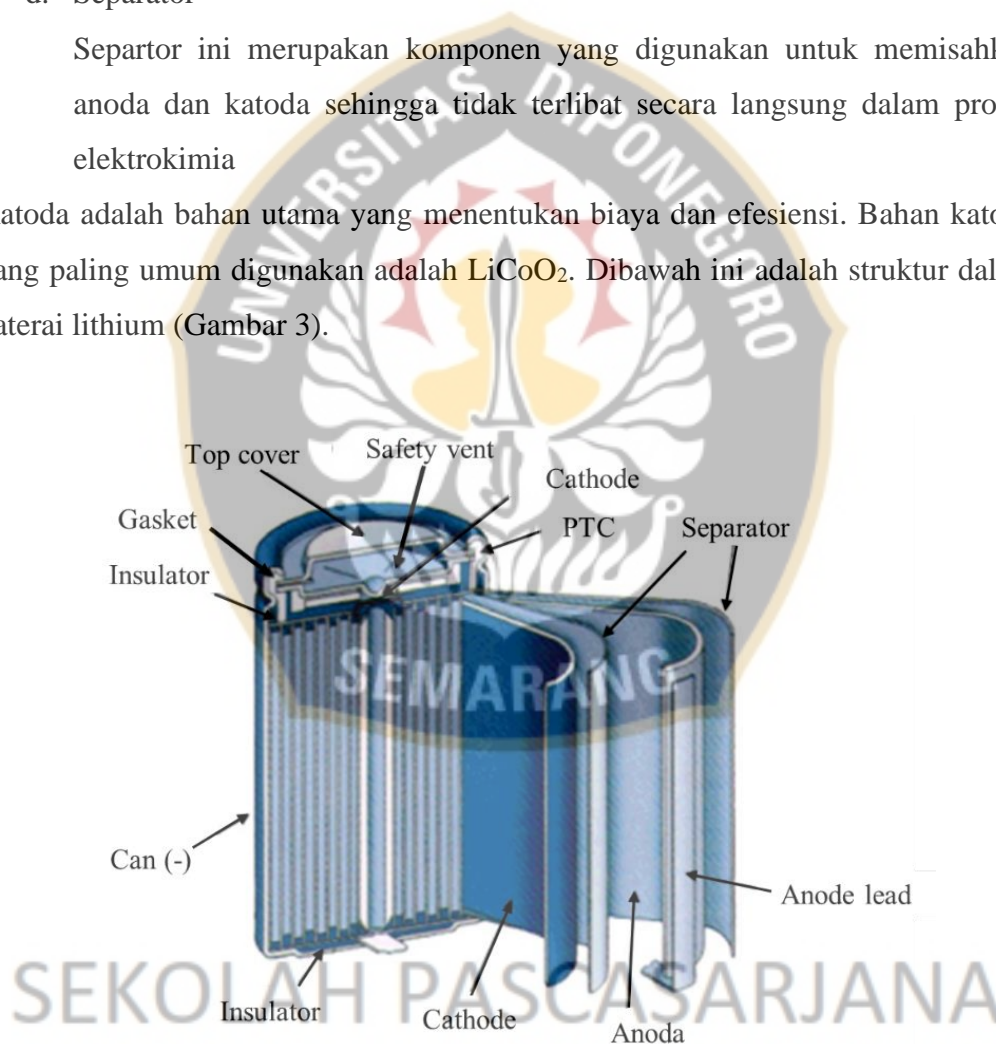 d. Separator
Separtor ini merupakan komponen yang digunakan untuk memisahk
anoda dan katoda sehingga tidak terlibat secara langsung dalam pro
elektrokimia
atoda adalah bahan utama yang menentukan biaya dan efesiensi. Bahan kato
ang paling umum digunakan adalah LiCoO₂. Dibawah ini adalah struktur dal
aterai lithium (Gambar 3).
UNIVERSITAS DIPONEGORO
SEMARANG
Top cover
Safety vent
Cathode
Gasket
PTC
Separator
Insulator
Can (-)
Anode lead
Insulator
Cathode
Anoda
SEKOLAH PASCASARJANA